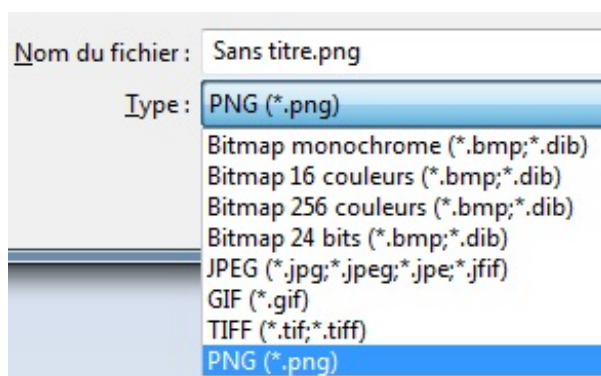 Nom du fichier : Sans titre.png
Type : PNG (*.png)
Bitmap monochrome (*.bmp;*.dib)
Bitmap 16 couleurs (*.bmp;*.dib)
Bitmap 256 couleurs (*.bmp;*.dib)
Bitmap 24 bits (*.bmp;*.dib)
JPEG (*.jpg;*.jpeg;*.jpe;*.jfif)
GIF (*.gif)
TIFF (*.tif;*.tiff)
PNG (*.png)